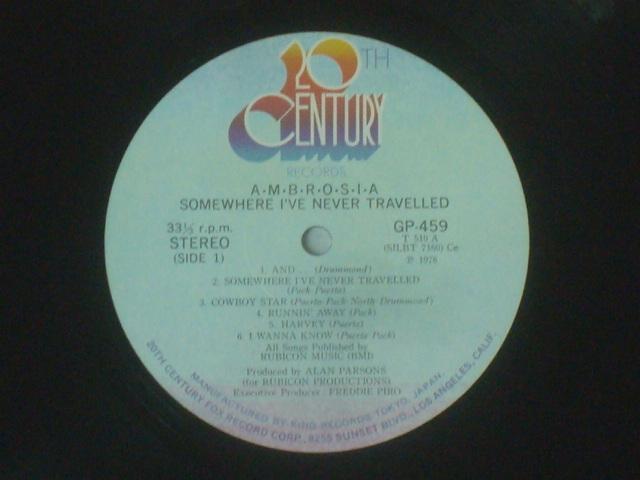 20TH
CENTURY
RECORDS
A·M·B·R·O·S·I·A
SOMEWHERE I'VE NEVER TRAVELLED
33⅓ r.p.m.
STEREO
(SIDE 1)
GP-459
T 510 A
(SILBT 7160) Ce
℗ 1976
1. AND . . . (Drummond)
2. SOMEWHERE I'VE NEVER TRAVELLED
(Pack-Puerta)
3. COWBOY STAR (Puerta-Pack-North-Drummond)
4. RUNNIN' AWAY (Pack)
5. HARVEY (Puerta)
6. I WANNA KNOW (Puerta-Pack)
All Songs Published by
RUBICON MUSIC (BMI)
Produced by ALAN PARSONS
(for RUBICON PRODUCTIONS)
Executive Producer : FREDDIE PIRO
MANUFACTURED BY KING RECORDS TOKYO, JAPAN.
20TH CENTURY FOX RECORD CORP., 8255 SUNSET BLVD., LOS ANGELES, CALIF.